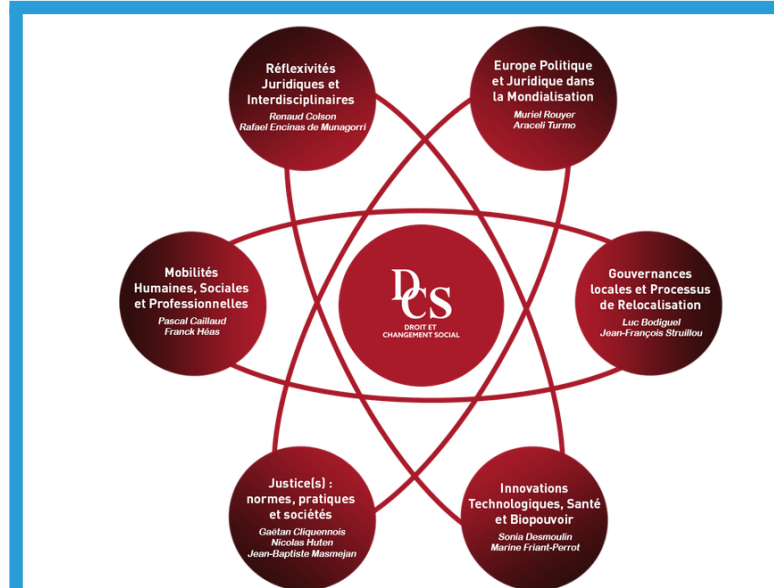 Réflexivités
Juridiques et
Interdisciplinaires
Renaud Colson
Rafael Encinas de Munagorri
Europe Politique
et Juridique dans
la Mondialisation
Muriel Rouyer
Araceli Turmo
Mobilités
Humaines, Sociales
et Professionnelles
Pascal Caillaud
Franck Héas
DCS
DROIT ET
CHANGEMENT SOCIAL
Gouvernances
locales et Processus
de Relocalisation
Luc Bodiguel
Jean-François Struillou
Justice(s) :
normes, pratiques
et sociétés
Gaëtan Cliquennois
Nicolas Huten
Jean-Baptiste Masmejan
Innovations
Technologiques, Santé
et Biopouvoir
Sonia Desmoulin
Marine Friant-Perrot